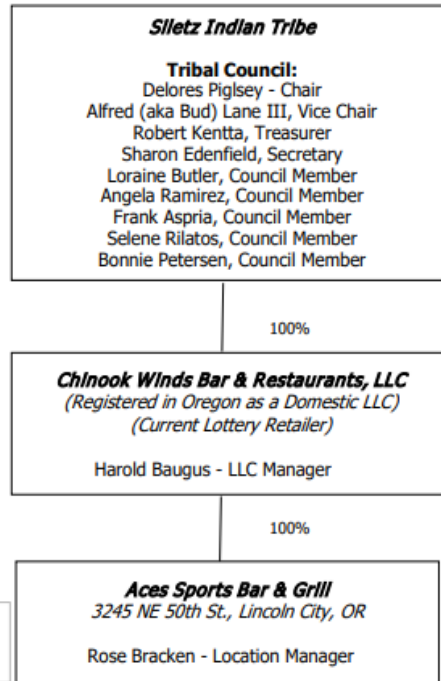 Siletz Indian Tribe
Tribal Council:
Delores Piglsey - Chair
Alfred (aka Bud) Lane III, Vice Chair
Robert Kentta, Treasurer
Sharon Edenfield, Secretary
Loraine Butler, Council Member
Angela Ramirez, Council Member
Frank Aspria, Council Member
Selene Rilatos, Council Member
Bonnie Petersen, Council Member
100%
Chinook Winds Bar & Restaurants, LLC
(Registered in Oregon as a Domestic LLC)
(Current Lottery Retailer)
Harold Baugus - LLC Manager
100%
Aces Sports Bar & Grill
3245 NE 50th St., Lincoln City, OR
Rose Bracken - Location Manager